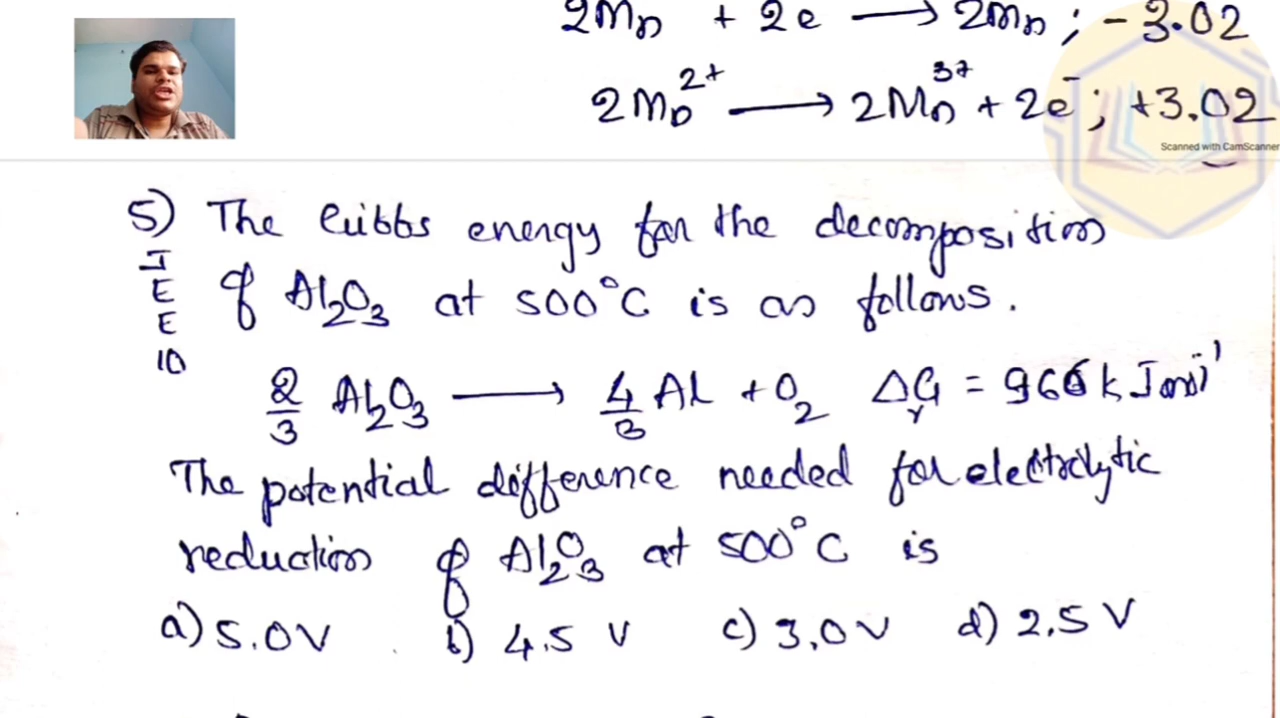 2Mn + 2e → 2Mn ; - 3.02
2Mn²⁺ → 2Mn³⁺ + 2e⁻ ; +3.02
Scanned with CamScanner
5) The Gibbs energy for the decomposition
JEE 10
of Al₂O₃ at 500°C is as follows.
2/3 Al₂O₃ → 4/3 Al + O₂ ΔᵣG = 966 kJ mol⁻¹
The potential difference needed for electrolytic
reduction of Al₂O₃ at 500°C is
a) 5.0V b) 4.5 V c) 3.0V d) 2.5 V